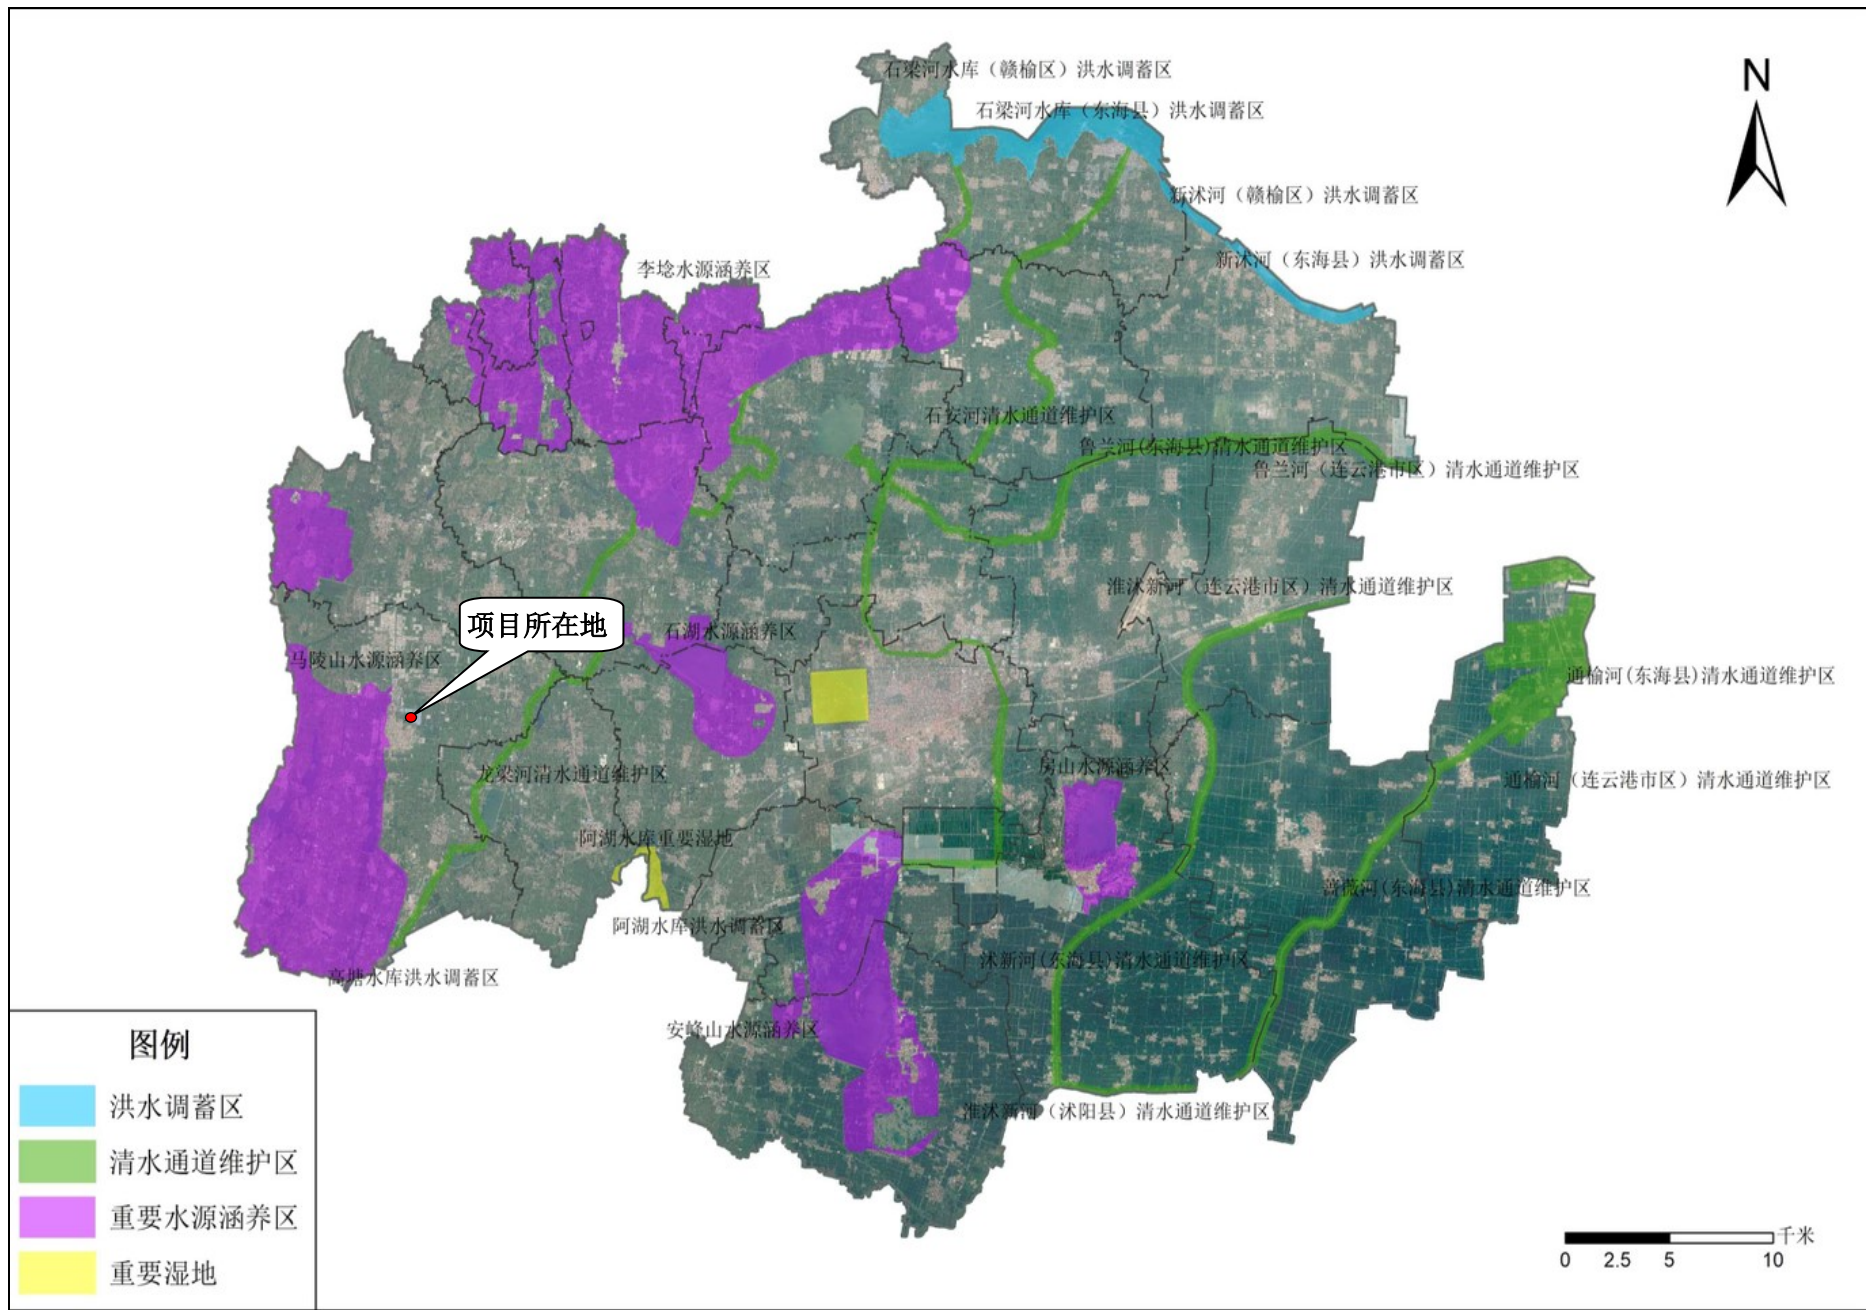 石梁河水库（赣榆区）洪水调蓄区
N
石梁河水库（东海县）洪水调蓄区
新沭河（赣榆区）洪水调蓄区
新沭河（东海县）洪水调蓄区
李埝水源涵养区
石安河清水通道维护区
鲁兰河(东海县)清水通道维护区
鲁兰河（连云港市区）清水通道维护区
淮沭新河（连云港市区）清水通道维护区
项目所在地
石湖水源涵养区
马陵山水源涵养区
通榆河(东海县)清水通道维护区
房山水源涵养区
龙梁河清水通道维护区
通榆河（连云港市区）清水通道维护区
阿湖水库重要湿地
蔷薇河(东海县)清水通道维护区
阿湖水库洪水调蓄区
沭新河(东海县)清水通道维护区
高塘水库洪水调蓄区
安峰山水源涵养区
淮沭新河（沭阳县）清水通道维护区
图例
洪水调蓄区
清水通道维护区
重要水源涵养区
重要湿地
千米
0 2.5 5 10